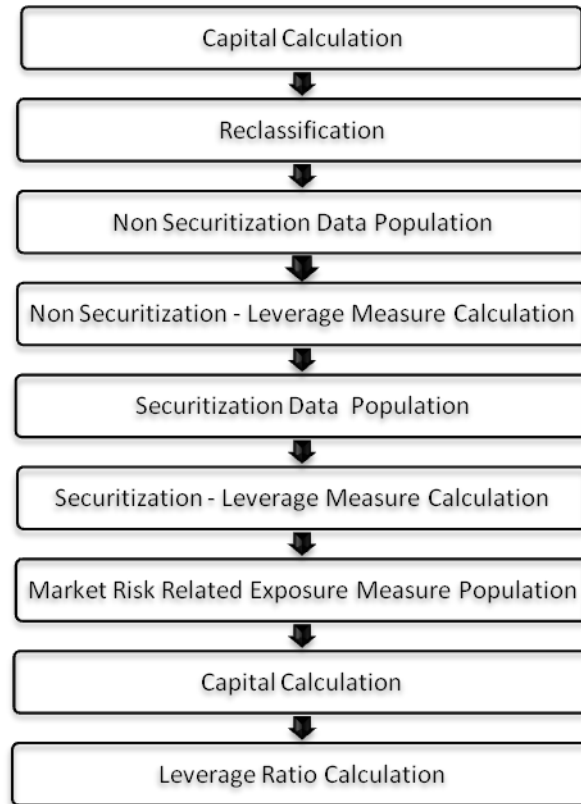 Capital Calculation
Reclassification
Non Securitization Data Population
Non Securitization - Leverage Measure Calculation
Securitization Data Population
Securitization - Leverage Measure Calculation
Market Risk Related Exposure Measure Population
Capital Calculation
Leverage Ratio Calculation